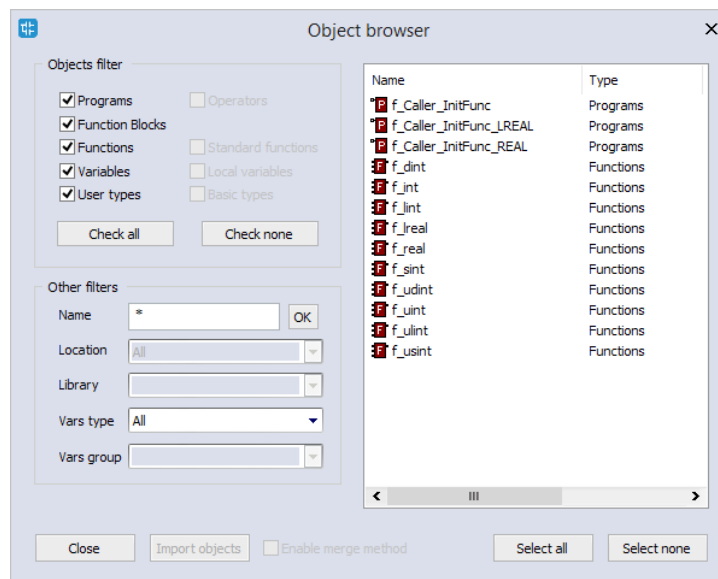 Object browser
Objects filter
Programs
Operators
Function Blocks
Functions
Standard functions
Variables
Local variables
User types
Basic types
Check all
Check none
Other filters
Name
*
OK
Location
All
Library
Vars type
All
Vars group
Name Type
f_Caller_InitFunc Programs
f_Caller_InitFunc_LREAL Programs
f_Caller_InitFunc_REAL Programs
f_dint Functions
f_int Functions
f_lint Functions
f_lreal Functions
f_real Functions
f_sint Functions
f_udint Functions
f_uint Functions
f_ulint Functions
f_usint Functions
Close
Import objects
Enable merge method
Select all
Select none